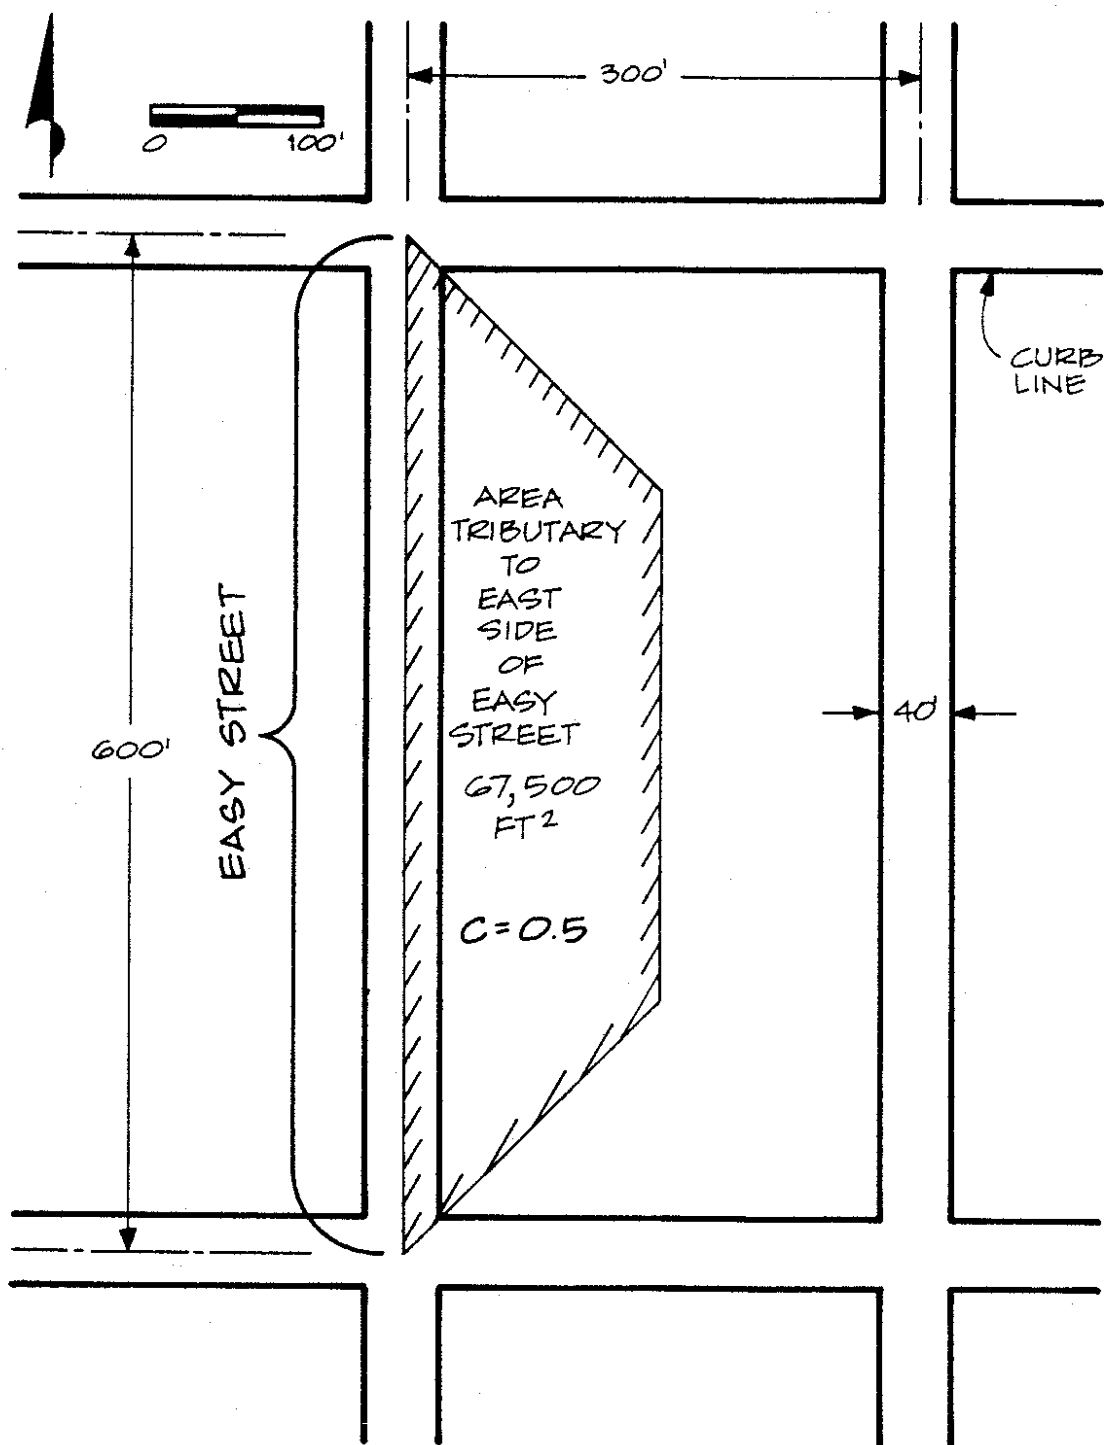 300'
0 100'
CURB
LINE
AREA
TRIBUTARY
TO
EAST
SIDE
OF
EASY
STREET
67,500
FT²
C=0.5
EASY STREET
600'
40'